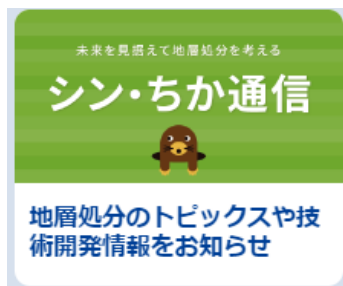 未来を見据えて地層処分を考える
シン・ちか通信
地層処分のトピックスや技
術開発情報をお知らせ